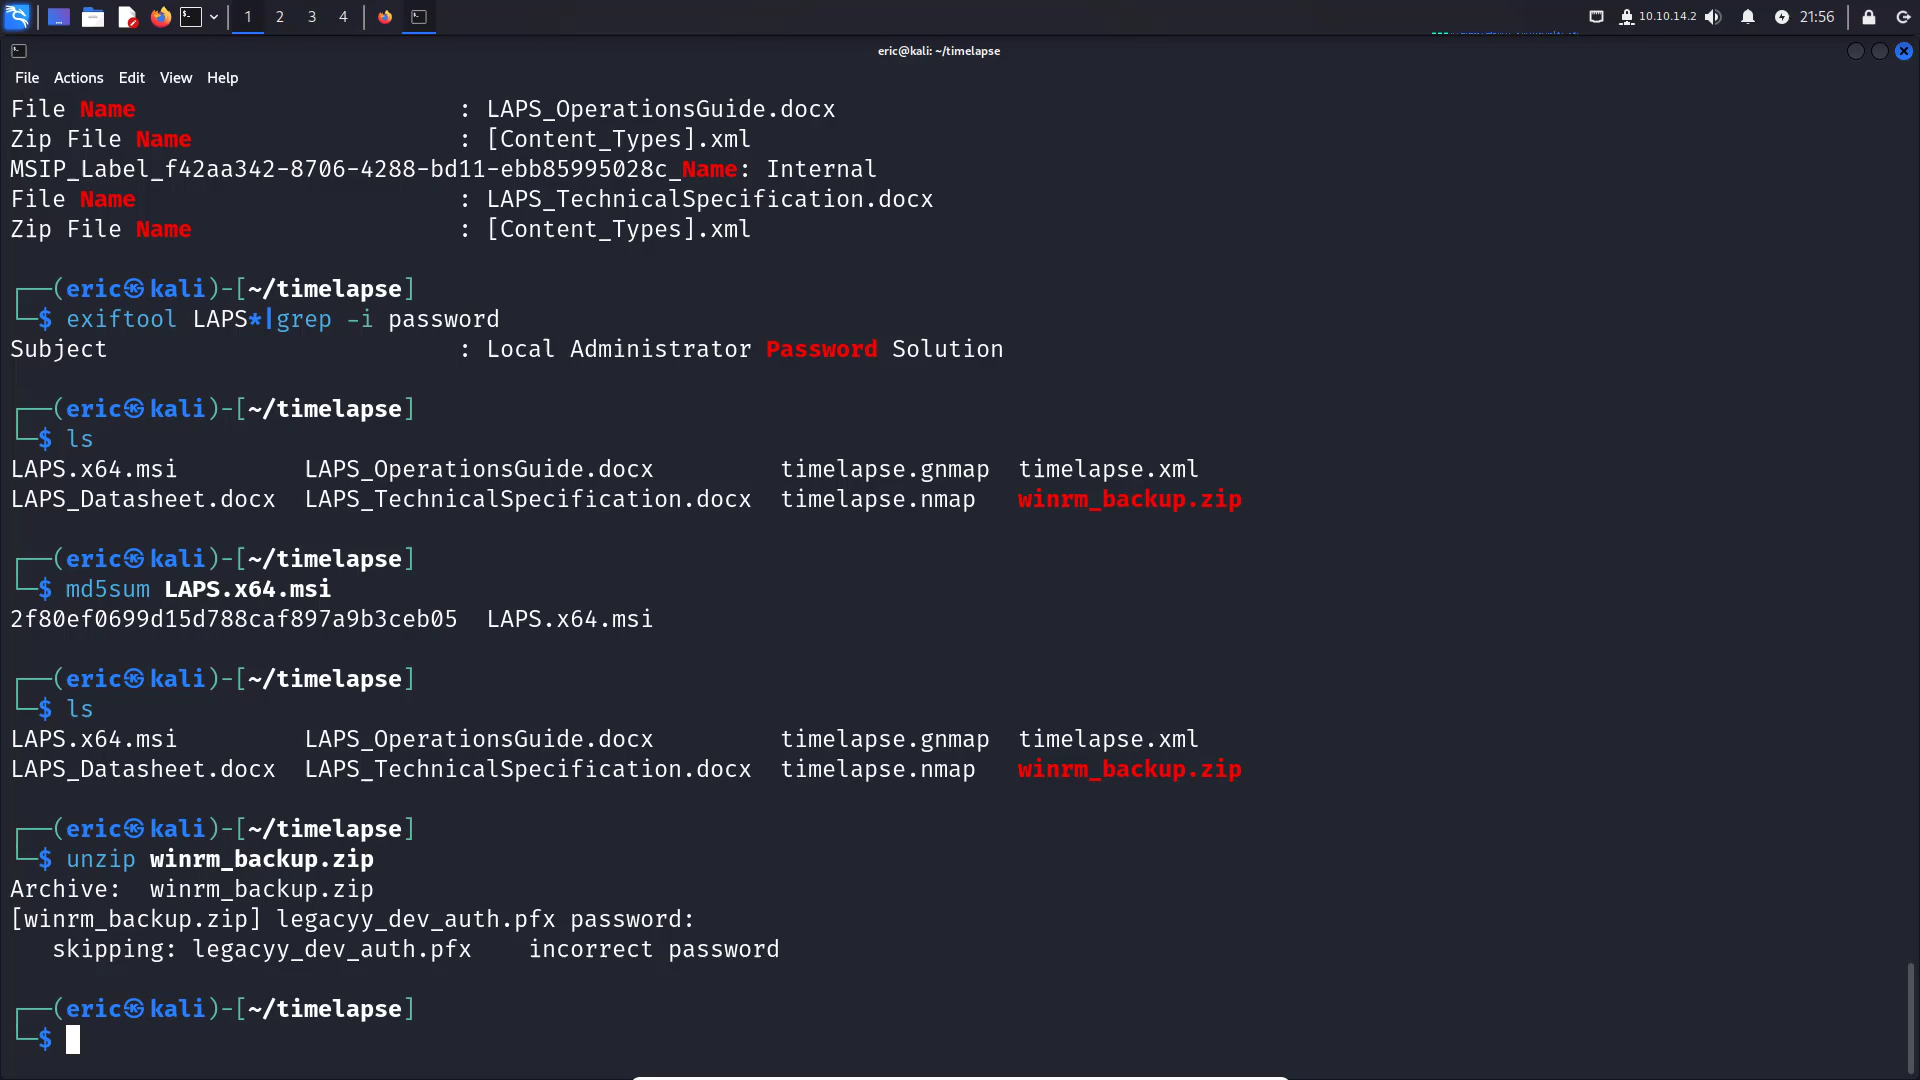 1 2 3 4 10.10.14.2 21:56
eric@kali: ~/timelapse
File Actions Edit View Help
File Name : LAPS_OperationsGuide.docx
Zip File Name : [Content_Types].xml
MSIP_Label_f42aa342-8706-4288-bd11-ebb85995028c_Name: Internal
File Name : LAPS_TechnicalSpecification.docx
Zip File Name : [Content_Types].xml
┌──(eric㉿kali)-[~/timelapse]
└─$ exiftool LAPS*|grep -i password
Subject : Local Administrator Password Solution
┌──(eric㉿kali)-[~/timelapse]
└─$ ls
LAPS.x64.msi LAPS_OperationsGuide.docx timelapse.gnmap timelapse.xml
LAPS_Datasheet.docx LAPS_TechnicalSpecification.docx timelapse.nmap winrm_backup.zip
┌──(eric㉿kali)-[~/timelapse]
└─$ md5sum LAPS.x64.msi
2f80ef0699d15d788caf897a9b3ceb05 LAPS.x64.msi
┌──(eric㉿kali)-[~/timelapse]
└─$ ls
LAPS.x64.msi LAPS_OperationsGuide.docx timelapse.gnmap timelapse.xml
LAPS_Datasheet.docx LAPS_TechnicalSpecification.docx timelapse.nmap winrm_backup.zip
┌──(eric㉿kali)-[~/timelapse]
└─$ unzip winrm_backup.zip
Archive: winrm_backup.zip
[winrm_backup.zip] legacyy_dev_auth.pfx password:
skipping: legacyy_dev_auth.pfx incorrect password
┌──(eric㉿kali)-[~/timelapse]
└─$